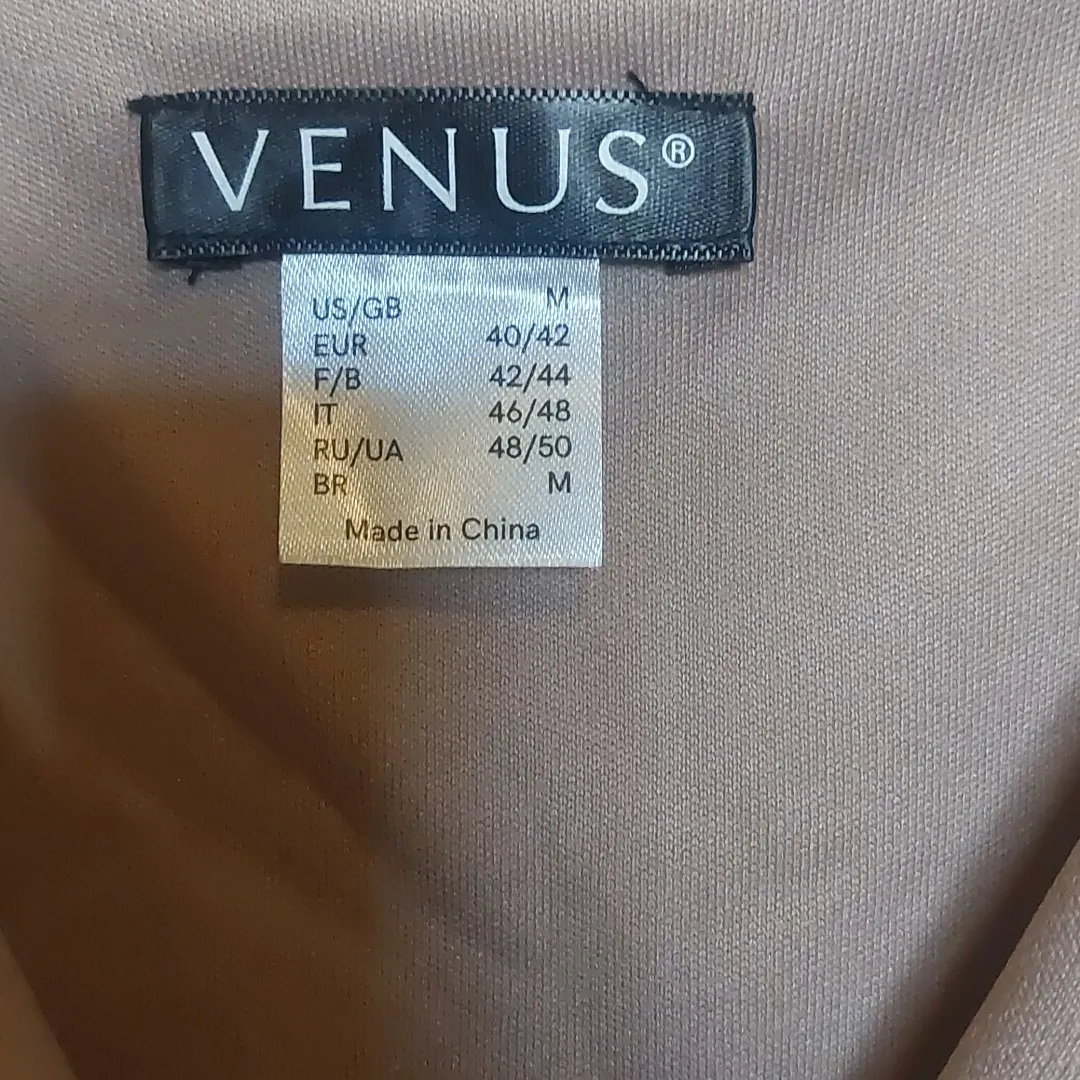 VENUS®
US/GB M
EUR 40/42
F/B 42/44
IT 46/48
RU/UA 48/50
BR M
Made in China